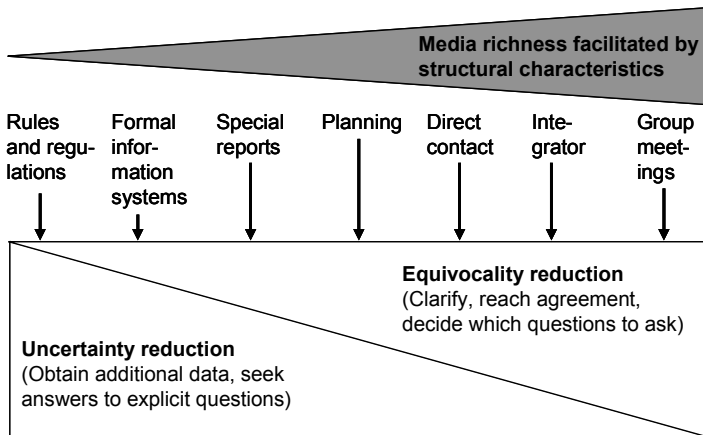 Media richness facilitated by
structural characteristics
Rules
and regu-
lations
Formal
infor-
mation
systems
Special
reports
Planning
Direct
contact
Inte-
grator
Group
meet-
ings
Equivocality reduction
(Clarify, reach agreement,
decide which questions to ask)
Uncertainty reduction
(Obtain additional data, seek
answers to explicit questions)